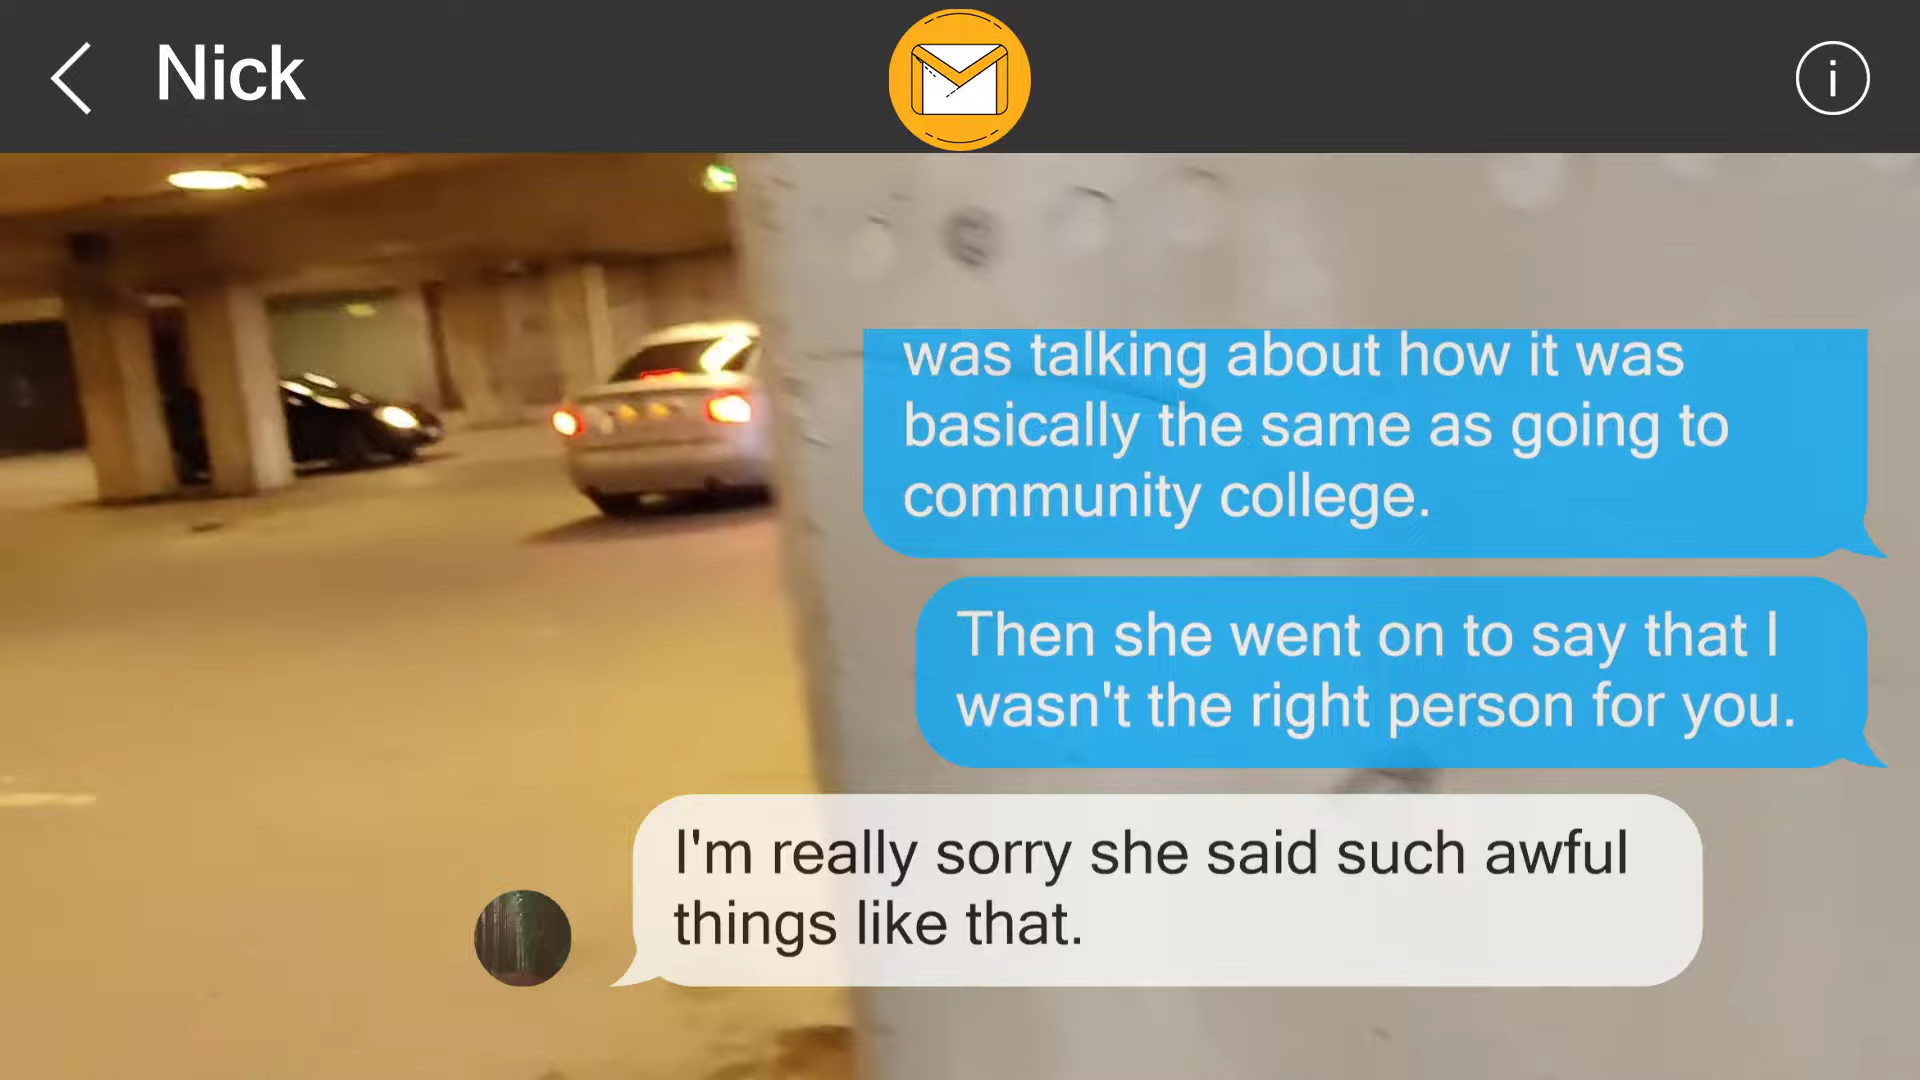 Nick
was talking about how it was
basically the same as going to
community college.
Then she went on to say that I
wasn't the right person for you.
I'm really sorry she said such awful
things like that.